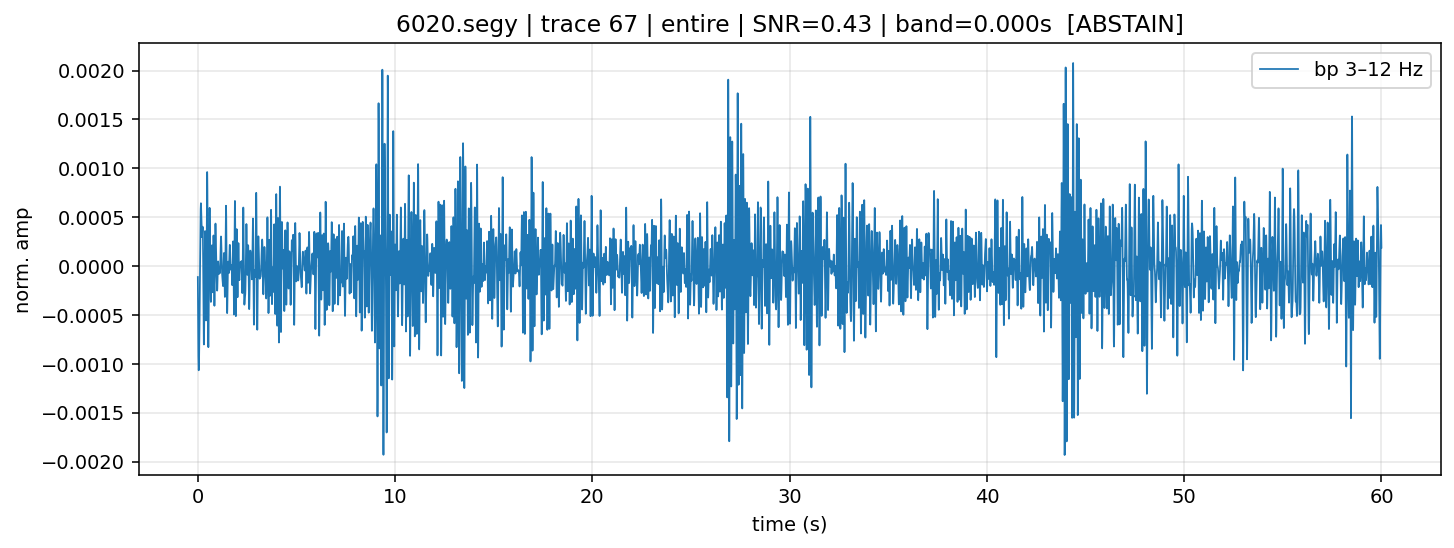 6020.segy | trace 67 | entire | SNR=0.43 | band=0.000s  [ABSTAIN]
bp 3–12 Hz
norm. amp
0.0020
0.0015
0.0010
0.0005
0.0000
−0.0005
−0.0010
−0.0015
−0.0020
0 10 20 30 40 50 60
time (s)